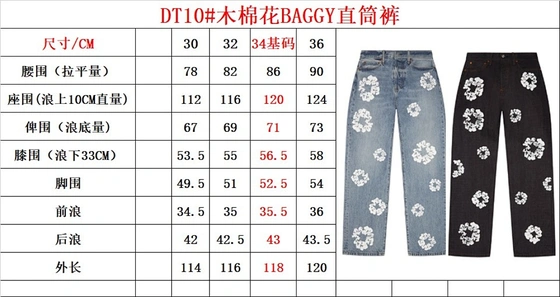 DT10#木棉花BAGGY直筒裤
尺寸/CM 30 32 34基码 36
腰围（拉平量） 78 82 86 90
座围(浪上10CM直量) 112 116 120 124
俾围（浪底量） 67 69 71 73
膝围（浪下33CM） 53.5 55 56.5 58
脚围 49.5 51 52.5 54
前浪 34.5 35 35.5 36
后浪 42 42.5 43 43.5
外长 114 116 118 120